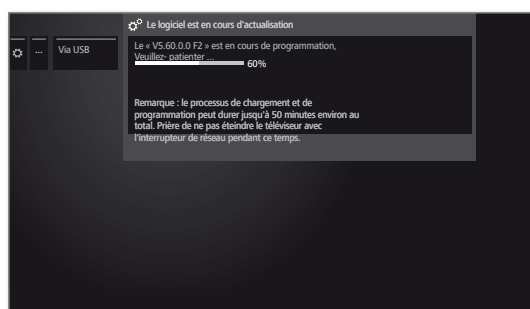 Le logiciel est en cours d'actualisation
... Via USB
Le « V5.60.0.0 F2 » est en cours de programmation,
Veuillez- patienter ...
60%
Remarque : le processus de chargement et de
programmation peut durer jusqu'à 50 minutes environ au
total. Prière de ne pas éteindre le téléviseur avec
l'interrupteur de réseau pendant ce temps.